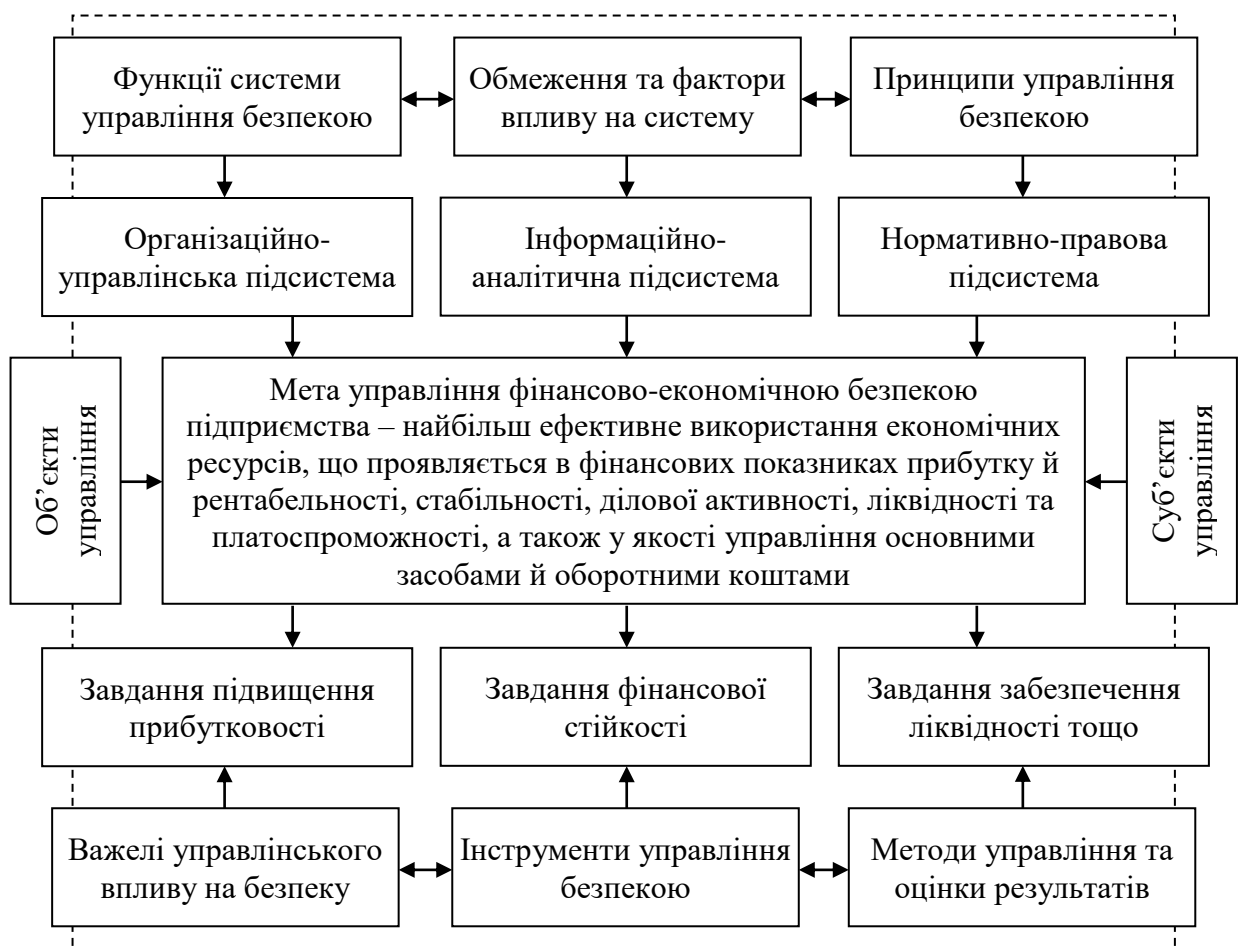 Функції системи
управління безпекою
Обмеження та фактори
впливу на систему
Принципи управління
безпекою
Організаційно-
управлінська підсистема
Інформаційно-
аналітична підсистема
Нормативно-правова
підсистема
Об’єкти
управління
Мета управління фінансово-економічною безпекою
підприємства – найбільш ефективне використання економічних
ресурсів, що проявляється в фінансових показниках прибутку й
рентабельності, стабільності, ділової активності, ліквідності та
платоспроможності, а також у якості управління основними
засобами й оборотними коштами
Суб’єкти
управління
Завдання підвищення
прибутковості
Завдання фінансової
стійкості
Завдання забезпечення
ліквідності тощо
Важелі управлінського
впливу на безпеку
Інструменти управління
безпекою
Методи управління та
оцінки результатів